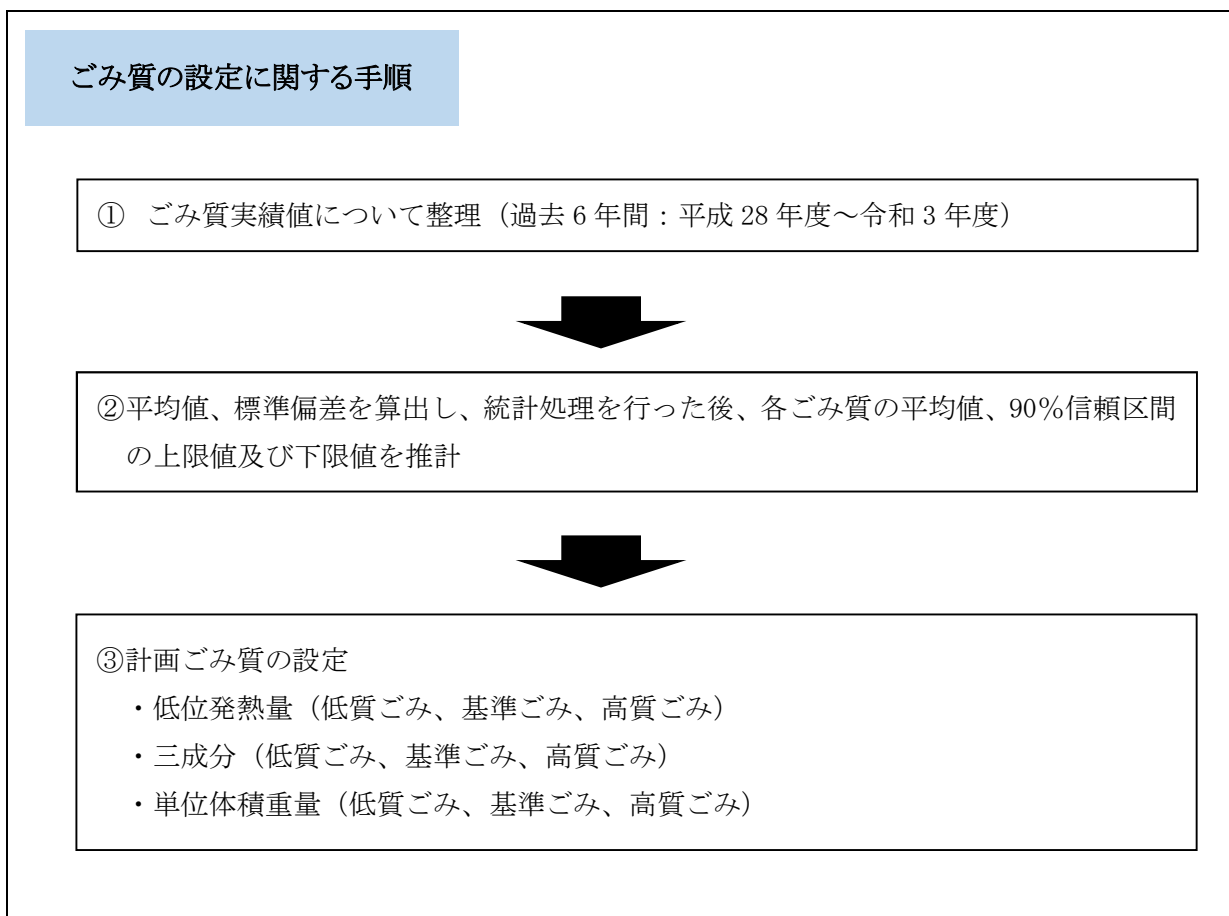 ごみ質の設定に関する手順
① ごみ質実績値について整理（過去 6 年間：平成 28 年度～令和 3 年度）
②平均値、標準偏差を算出し、統計処理を行った後、各ごみ質の平均値、90％信頼区間
の上限値及び下限値を推計
③計画ごみ質の設定
・低位発熱量（低質ごみ、基準ごみ、高質ごみ）
・三成分（低質ごみ、基準ごみ、高質ごみ）
・単位体積重量（低質ごみ、基準ごみ、高質ごみ）